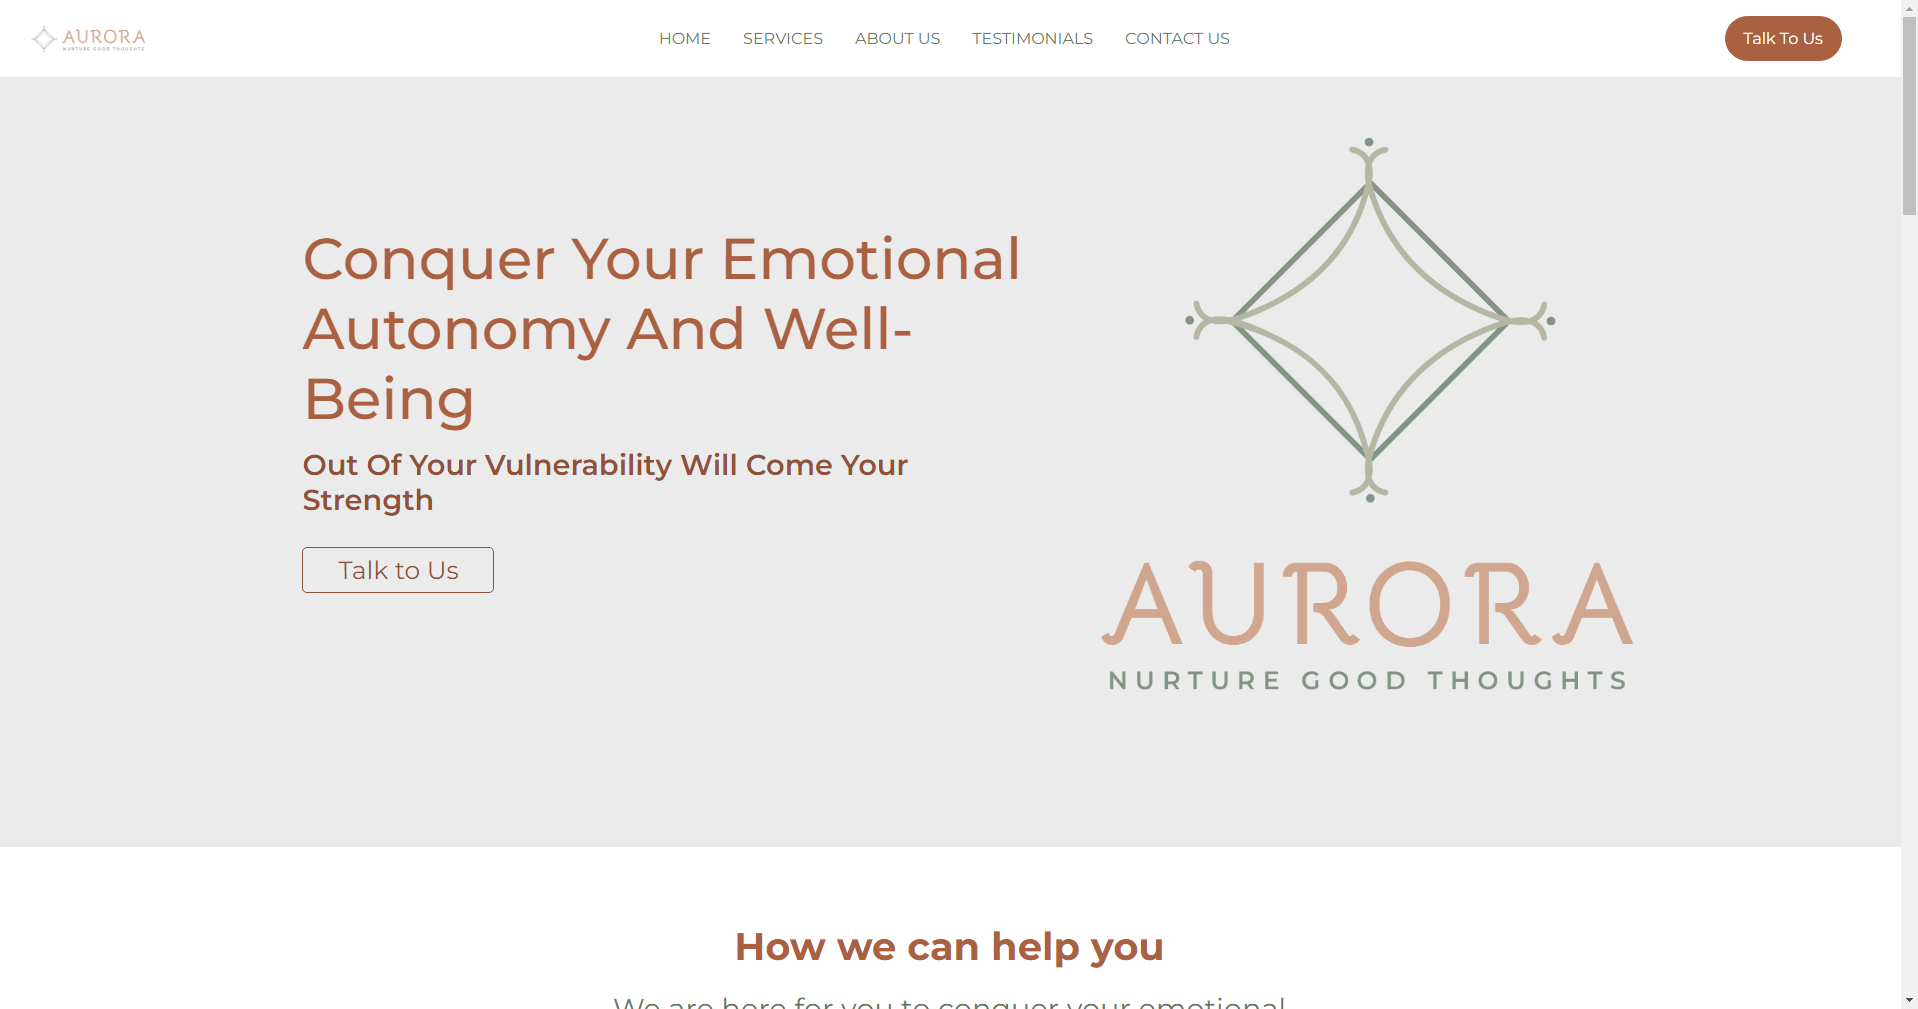 AURORA
NURTURE GOOD THOUGHTS
HOME SERVICES ABOUT US TESTIMONIALS CONTACT US
Talk To Us
Conquer Your Emotional
Autonomy And Well-
Being
Out Of Your Vulnerability Will Come Your
Strength
Talk to Us
AURORA
NURTURE GOOD THOUGHTS
How we can help you
We are here for you to conquer your emotional